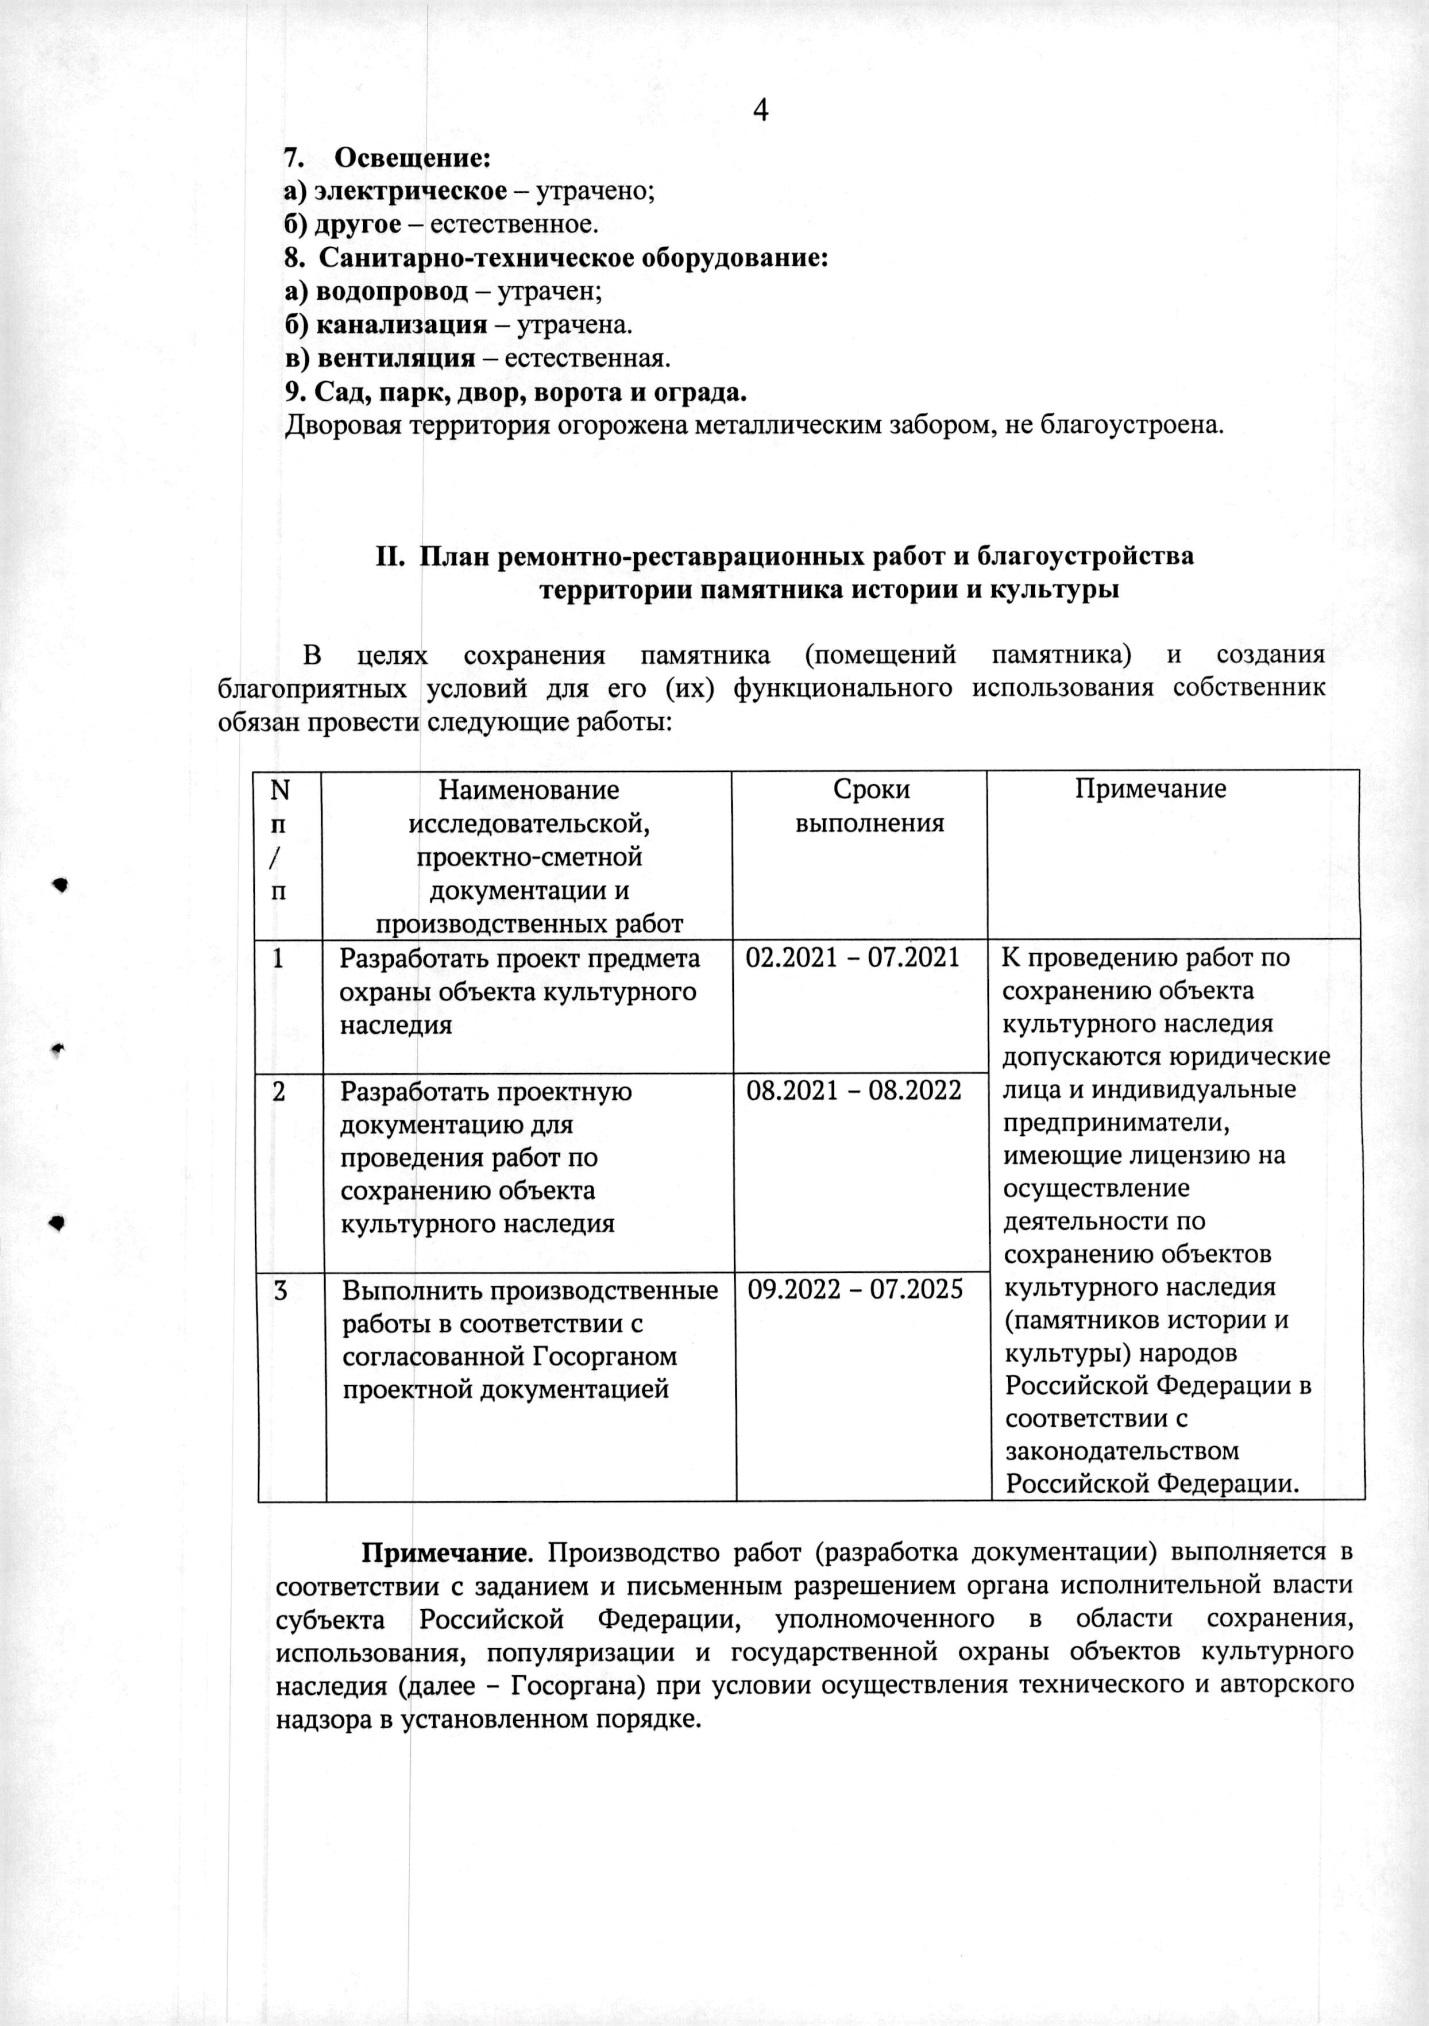 4
7. Освещение:
а) электрическое – утрачено;
б) другое – естественное.
8. Санитарно-техническое оборудование:
а) водопровод – утрачен;
б) канализация – утрачена.
в) вентиляция – естественная.
9. Сад, парк, двор, ворота и ограда.
Дворовая территория огорожена металлическим забором, не благоустроена.
II. План ремонтно-реставрационных работ и благоустройства
территории памятника истории и культуры
В целях сохранения памятника (помещений памятника) и создания
благоприятных условий для его (их) функционального использования собственник
обязан провести следующие работы:
N
п
/
п
Наименование
исследовательской,
проектно-сметной
документации и
производственных работ
Сроки
выполнения
Примечание
1
Разработать проект предмета
охраны объекта культурного
наследия
02.2021 – 07.2021
К проведению работ по
сохранению объекта
культурного наследия
допускаются юридические
лица и индивидуальные
предприниматели,
имеющие лицензию на
осуществление
деятельности по
сохранению объектов
культурного наследия
(памятников истории и
культуры) народов
Российской Федерации в
соответствии с
законодательством
Российской Федерации.
2
Разработать проектную
документацию для
проведения работ по
сохранению объекта
культурного наследия
08.2021 – 08.2022
3
Выполнить производственные
работы в соответствии с
согласованной Госорганом
проектной документацией
09.2022 – 07.2025
Примечание. Производство работ (разработка документации) выполняется в
соответствии с заданием и письменным разрешением органа исполнительной власти
субъекта Российской Федерации, уполномоченного в области сохранения,
использования, популяризации и государственной охраны объектов культурного
наследия (далее – Госоргана) при условии осуществления технического и авторского
надзора в установленном порядке.